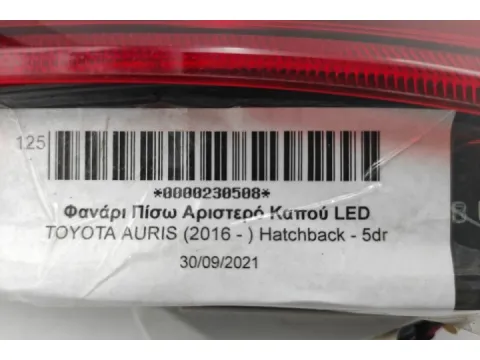 125
*0000230508*
Φανάρι Πίσω Αριστερό Καπού LED
TOYOTA AURIS (2016 - ) Hatchback - 5dr
30/09/2021